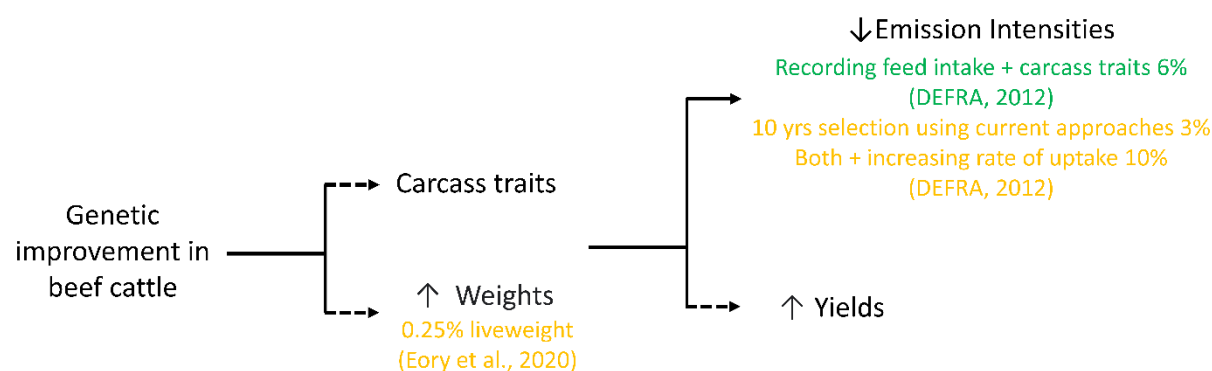 Genetic
improvement in
beef cattle
Carcass traits
↑ Weights
0.25% liveweight
(Eory et al., 2020)
↓Emission Intensities
Recording feed intake + carcass traits 6%
(DEFRA, 2012)
10 yrs selection using current approaches 3%
Both + increasing rate of uptake 10%
(DEFRA, 2012)
↑ Yields